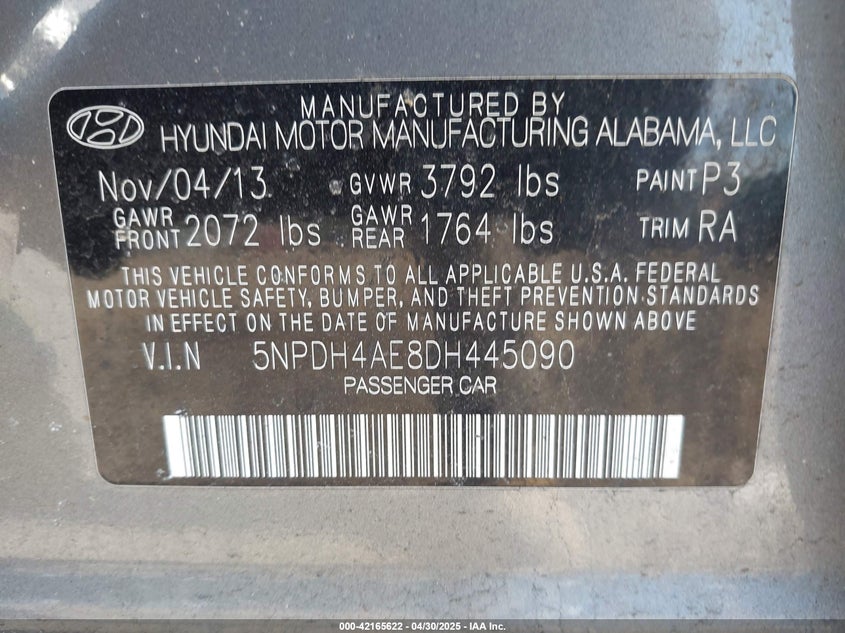 MANUFACTURED BY
HYUNDAI MOTOR MANUFACTURING ALABAMA, LLC
Nov/04/13 GVWR 3792 lbs PAINT P3
GAWR FRONT 2072 lbs GAWR REAR 1764 lbs TRIM RA
THIS VEHICLE CONFORMS TO ALL APPLICABLE U.S.A. FEDERAL
MOTOR VEHICLE SAFETY, BUMPER, AND THEFT PREVENTION STANDARDS
IN EFFECT ON THE DATE OF MANUFACTURE SHOWN ABOVE
V.I.N 5NPDH4AE8DH445090
PASSENGER CAR
000-42165622 - 04/30/2025 - IAA Inc.